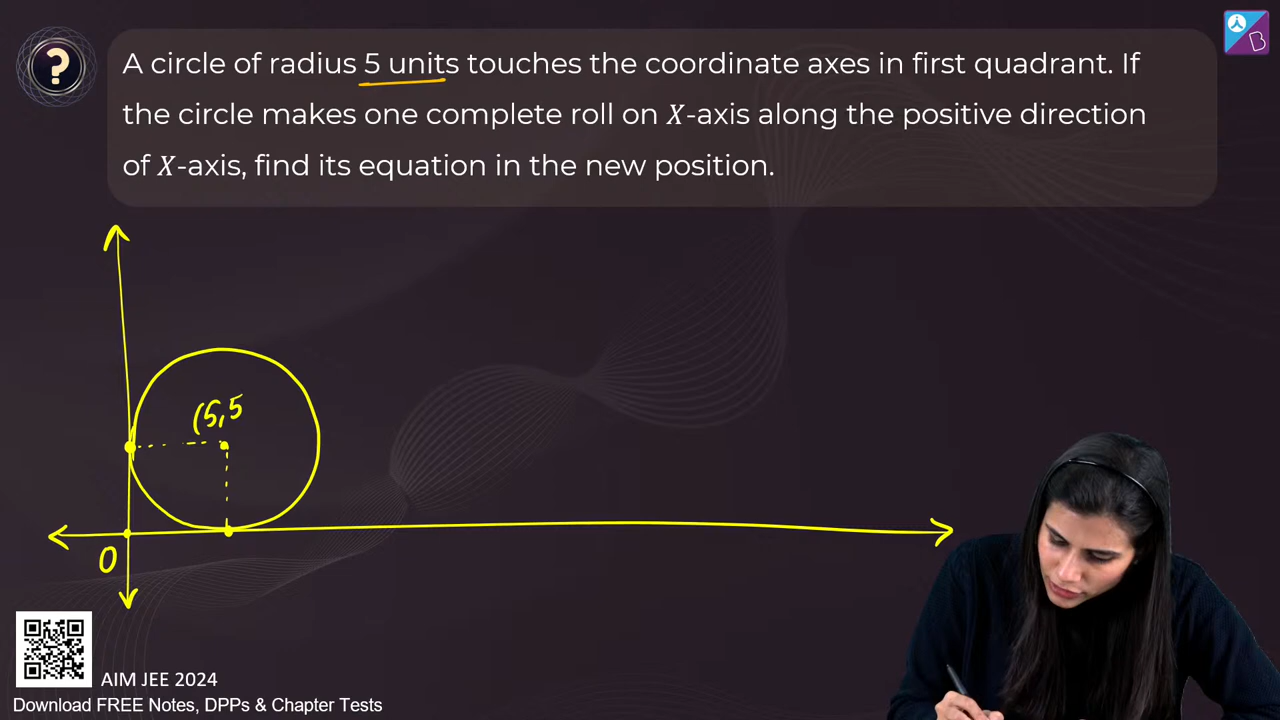 ?
A circle of radius 5 units touches the coordinate axes in first quadrant. If
the circle makes one complete roll on X-axis along the positive direction
of X-axis, find its equation in the new position.
(5,5
O
AIM JEE 2024
Download FREE Notes, DPPs & Chapter Tests
B